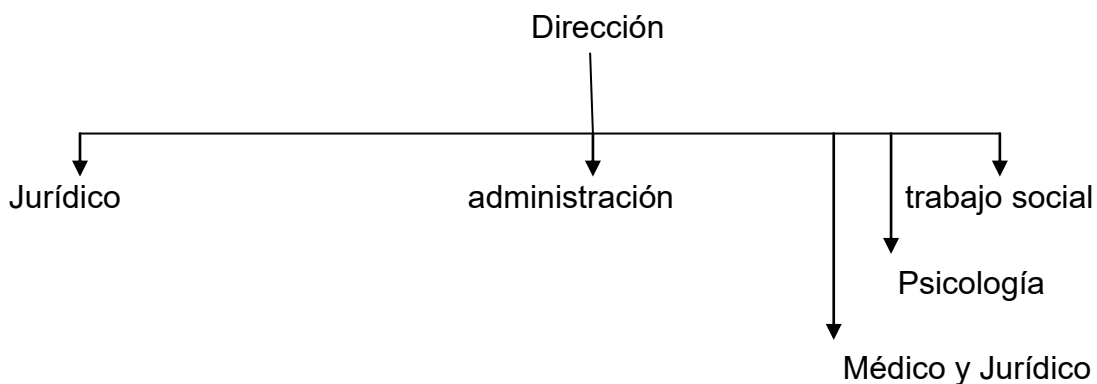 Dirección
Jurídico administración trabajo social
Psicología
Médico y Jurídico